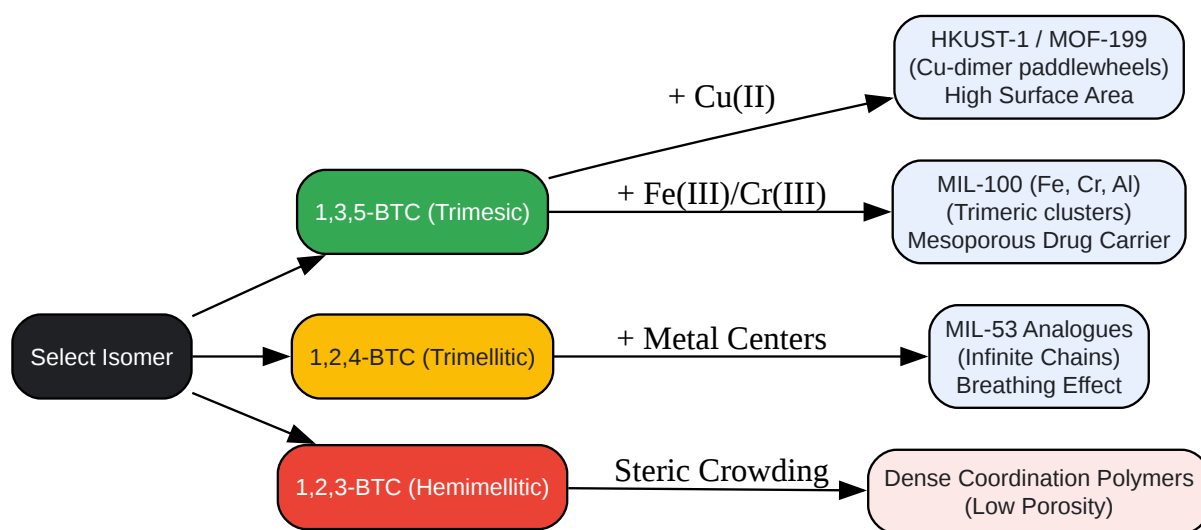 HKUST-1 / MOF-199
(Cu-dimer paddlewheels)
High Surface Area
+ Cu(II)
1,3,5-BTC (Trimesic)
+ Fe(III)/Cr(III)
MIL-100 (Fe, Cr, Al)
(Trimeric clusters)
Mesoporous Drug Carrier
Select Isomer
1,2,4-BTC (Trimellitic)
+ Metal Centers
MIL-53 Analogues
(Infinite Chains)
Breathing Effect
1,2,3-BTC (Hemimellitic)
Steric Crowding
Dense Coordination Polymers
(Low Porosity)